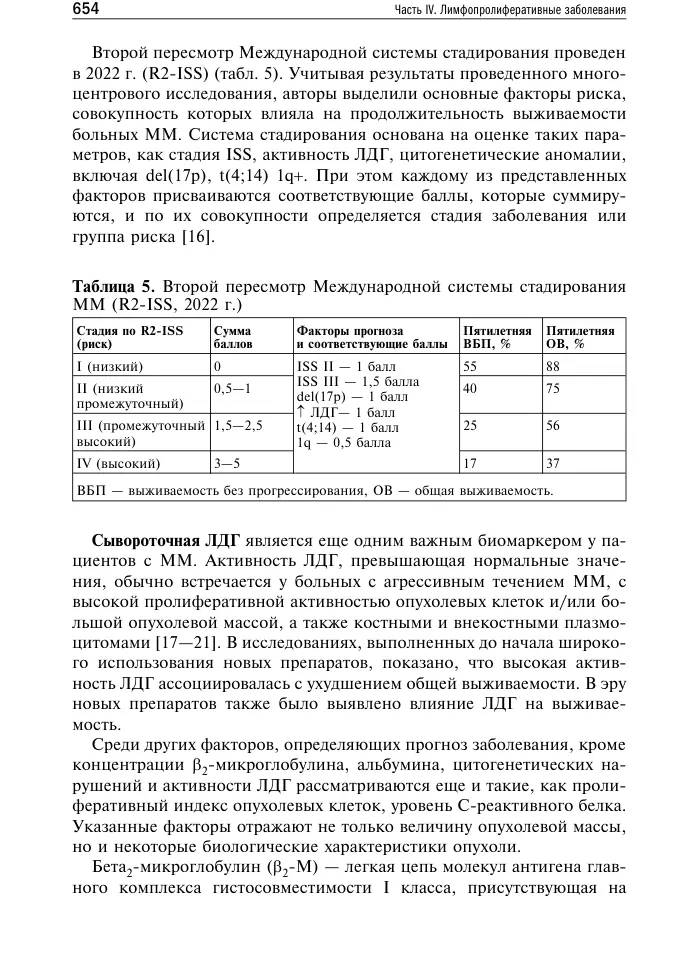 654
Часть IV. Лимфопролиферативные заболевания
Второй пересмотр Международной системы стадирования проведен
в 2022 г. (R2-ISS) (табл. 5). Учитывая результаты проведенного много-
центрового исследования, авторы выделили основные факторы риска,
совокупность которых влияла на продолжительность выживаемости
больных ММ. Система стадирования основана на оценке таких пара-
метров, как стадия ISS, активность ЛДГ, цитогенетические аномалии,
включая del(17p), t(4;14) 1q+. При этом каждому из представленных
факторов присваиваются соответствующие баллы, которые суммиру-
ются, и по их совокупности определяется стадия заболевания или
группа риска [16].
Таблица 5. Второй пересмотр Международной системы стадирования
ММ (R2-ISS, 2022 г.)
Стадия по R2-ISS
(риск)
Сумма
баллов
Факторы прогноза
и соответствующие баллы
Пятилетняя
ВБП, %
Пятилетняя
ОВ, %
I (низкий)
0
ISS II — 1 балл
ISS III — 1,5 балла
del(17p) — 1 балл
↑ ЛДГ— 1 балл
t(4;14) — 1 балл
1q — 0,5 балла
55
88
II (низкий
промежуточный)
0,5—1
40
75
III (промежуточный
высокий)
1,5—2,5
25
56
IV (высокий)
3—5
17
37
ВБП — выживаемость без прогрессирования, ОВ — общая выживаемость.
Сывороточная ЛДГ является еще одним важным биомаркером у па-
циентов с ММ. Активность ЛДГ, превышающая нормальные значе-
ния, обычно встречается у больных с агрессивным течением ММ, с
высокой пролиферативной активностью опухолевых клеток и/или бо-
льшой опухолевой массой, а также костными и внекостными плазмо-
цитомами [17—21]. В исследованиях, выполненных до начала широко-
го использования новых препаратов, показано, что высокая актив-
ность ЛДГ ассоциировалась с ухудшением общей выживаемости. В эру
новых препаратов также было выявлено влияние ЛДГ на выживае-
мость.
Среди других факторов, определяющих прогноз заболевания, кроме
концентрации β₂-микроглобулина, альбумина, цитогенетических на-
рушений и активности ЛДГ рассматриваются еще и такие, как проли-
феративный индекс опухолевых клеток, уровень С-реактивного белка.
Указанные факторы отражают не только величину опухолевой массы,
но и некоторые биологические характеристики опухоли.
Бета₂-микроглобулин (β₂-М) — легкая цепь молекул антигена глав-
ного комплекса гистосовместимости I класса, присутствующая на